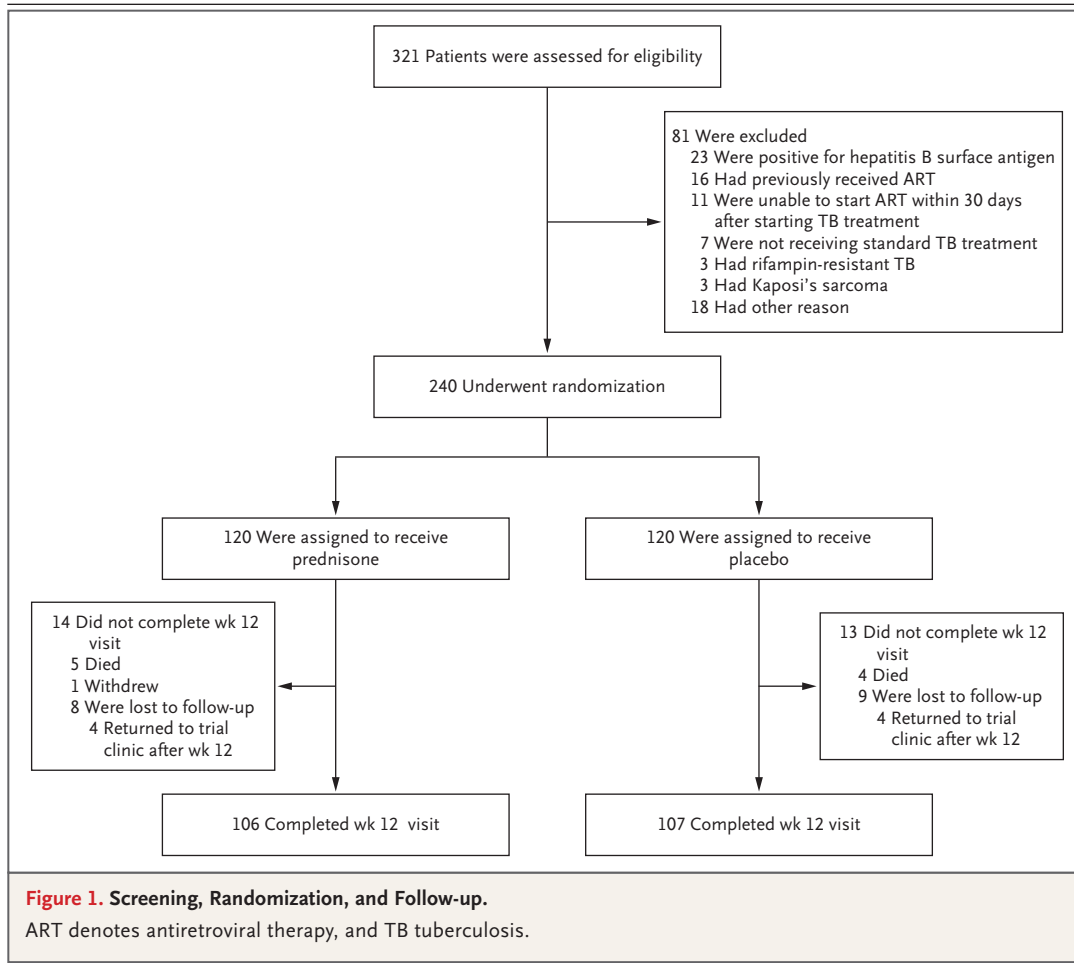 321 Patients were assessed for eligibility
81 Were excluded
23 Were positive for hepatitis B surface antigen
16 Had previously received ART
11 Were unable to start ART within 30 days
after starting TB treatment
7 Were not receiving standard TB treatment
3 Had rifampin-resistant TB
3 Had Kaposi's sarcoma
18 Had other reason
240 Underwent randomization
120 Were assigned to receive
prednisone
120 Were assigned to receive
placebo
14 Did not complete wk 12
visit
5 Died
1 Withdrew
8 Were lost to follow-up
4 Returned to trial
clinic after wk 12
13 Did not complete wk 12
visit
4 Died
9 Were lost to follow-up
4 Returned to trial
clinic after wk 12
106 Completed wk 12 visit
107 Completed wk 12 visit
Figure 1. Screening, Randomization, and Follow-up.
ART denotes antiretroviral therapy, and TB tuberculosis.